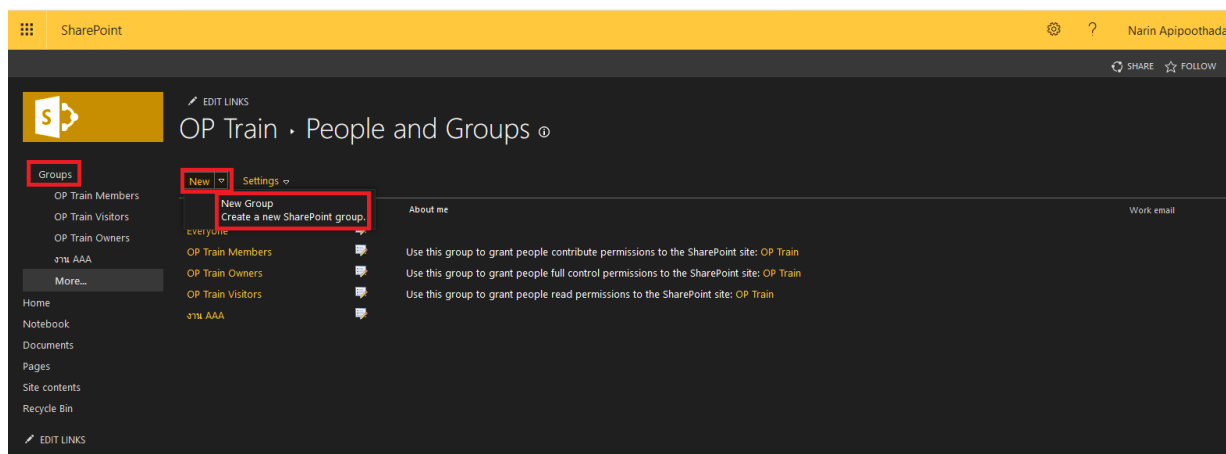 SharePoint
?
Narin Apipoothada
SHARE FOLLOW
S
EDIT LINKS
OP Train People and Groups
Groups
OP Train Members
OP Train Visitors
OP Train Owners
งาน AAA
More...
Home
Notebook
Documents
Pages
Site contents
Recycle Bin
EDIT LINKS
New Settings
New Group
Create a new SharePoint group.
About me Work email
Everyone
OP Train Members Use this group to grant people contribute permissions to the SharePoint site: OP Train
OP Train Owners Use this group to grant people full control permissions to the SharePoint site: OP Train
OP Train Visitors Use this group to grant people read permissions to the SharePoint site: OP Train
งาน AAA